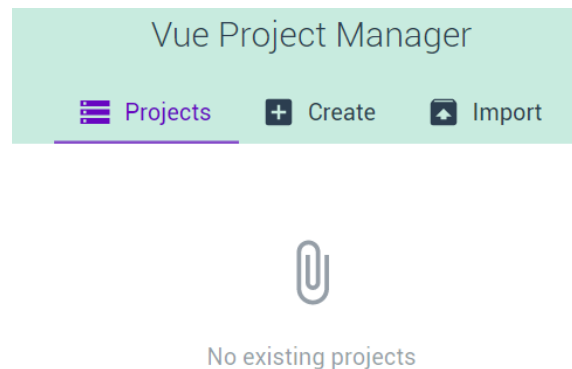 Vue Project Manager
Projects Create Import
No existing projects